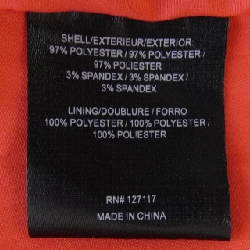 SHELL/EXTERIEUR/EXTERIOR:
97% POLYESTER / 97% POLYESTER /
97% POLIESTER
3% SPANDEX / 3% SPANDEX /
3% SPANDEX
LINING/DOUBLURE / FORRO
100% POLYESTER / 100% POLYESTER /
100% POLIESTER
RN# 127117
MADE IN CHINA